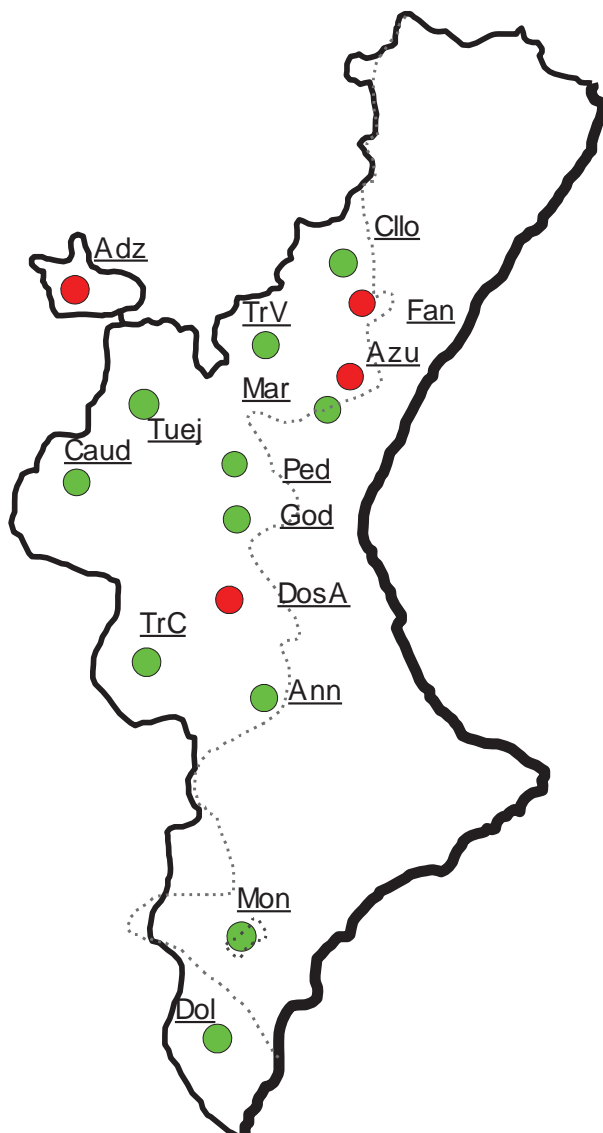 Cllo
Adz
Fan
TrV
Azu
Mar
Tuej
Caud
Ped
God
DosA
TrC
Ann
Mon
Dol